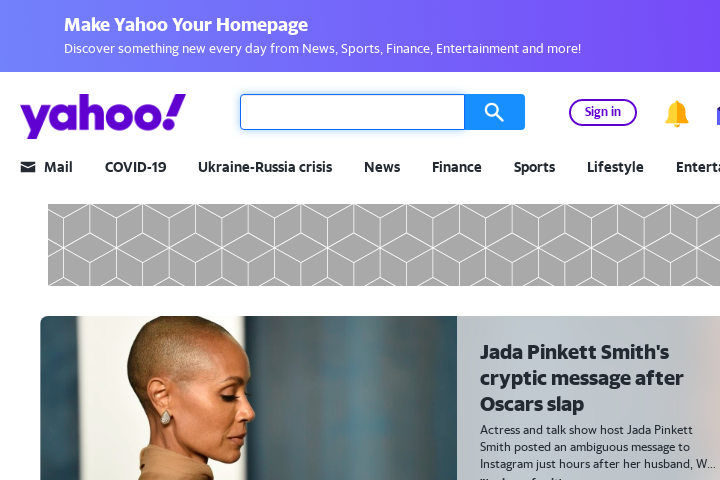 Make Yahoo Your Homepage
Discover something new every day from News, Sports, Finance, Entertainment and more!
yahoo!
Sign in
Mail COVID-19 Ukraine-Russia crisis News Finance Sports Lifestyle Enterta
Jada Pinkett Smith's
cryptic message after
Oscars slap
Actress and talk show host Jada Pinkett
Smith posted an ambiguous message to
Instagram just hours after her husband, W...